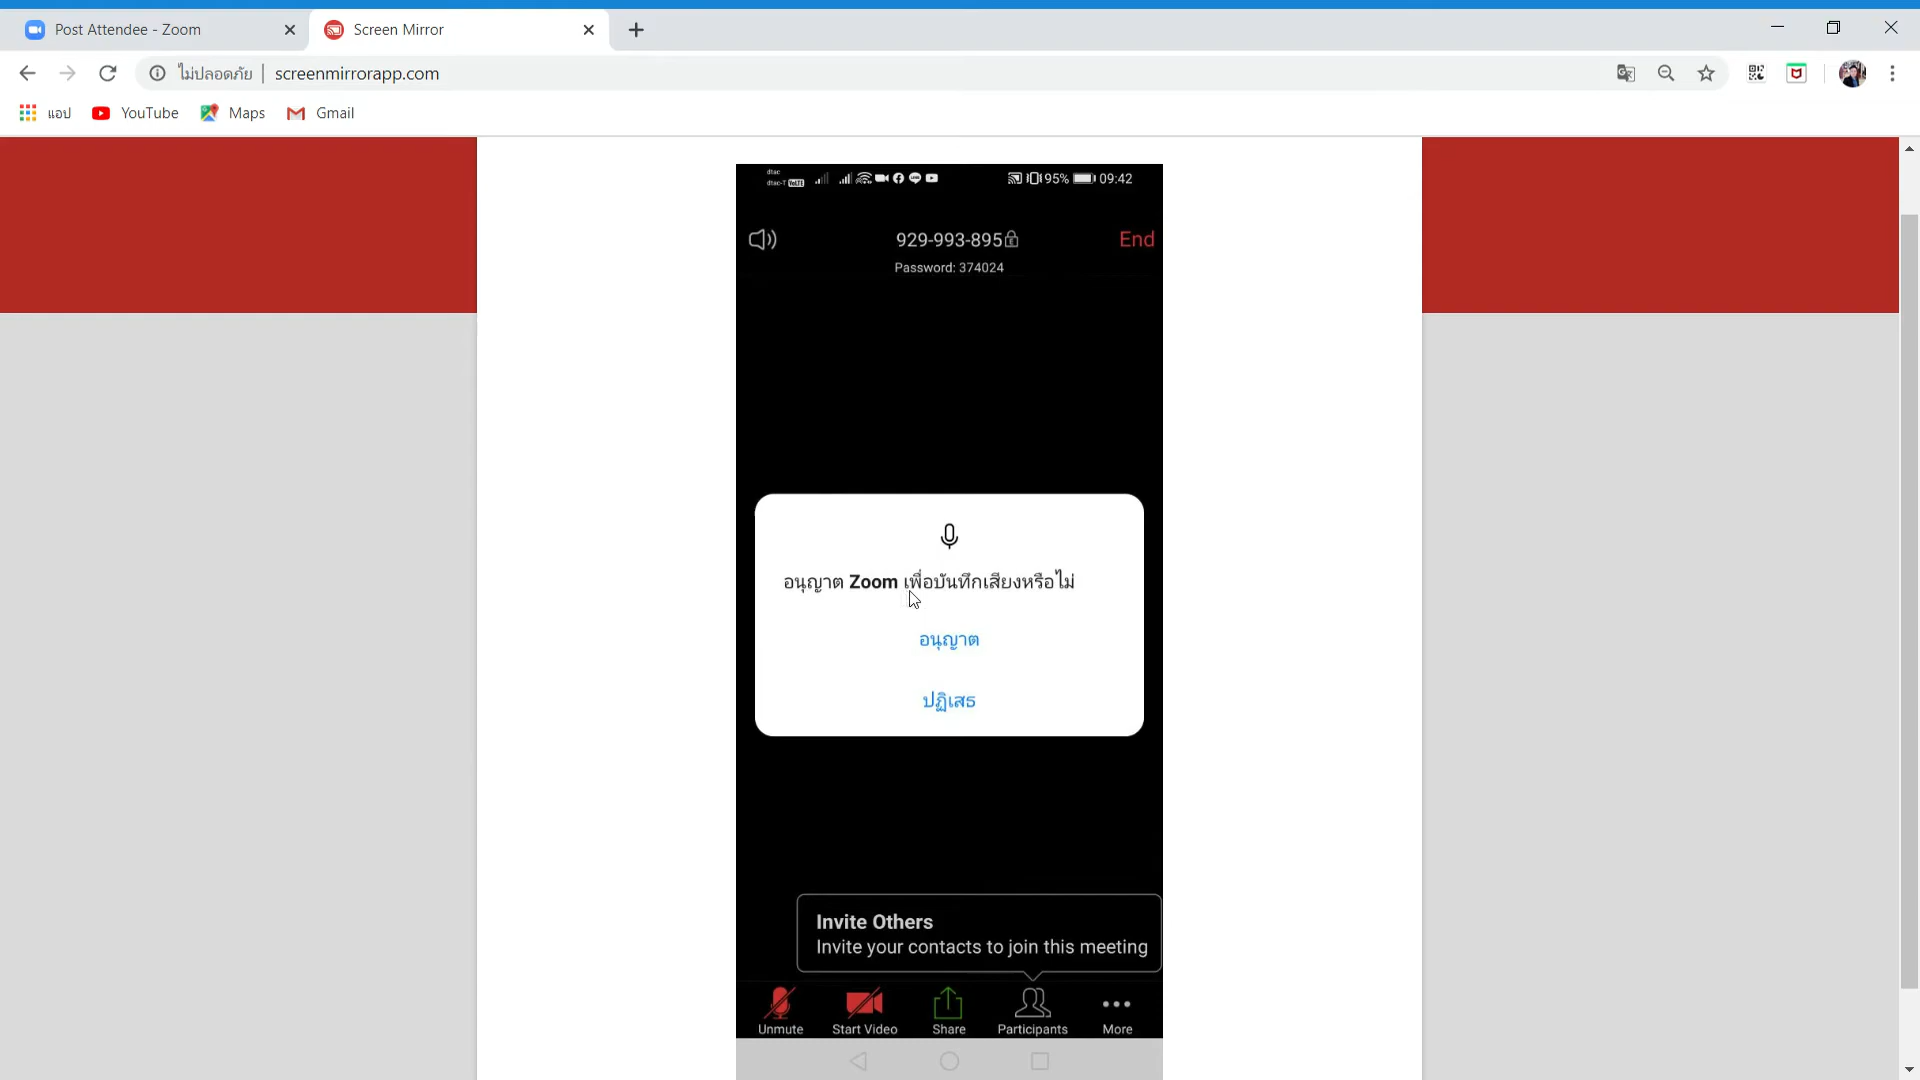 Post Attendee - Zoom
Screen Mirror
ไม่ปลอดภัย | screenmirrorapp.com
แอป
YouTube
Maps
Gmail
dtac
dtac-T VoLTE
95% 09:42
929-993-895
End
Password: 374024
อนุญาต Zoom เพื่อบันทึกเสียงหรือไม่
อนุญาต
ปฏิเสธ
Invite Others
Invite your contacts to join this meeting
Unmute
Start Video
Share
Participants
More